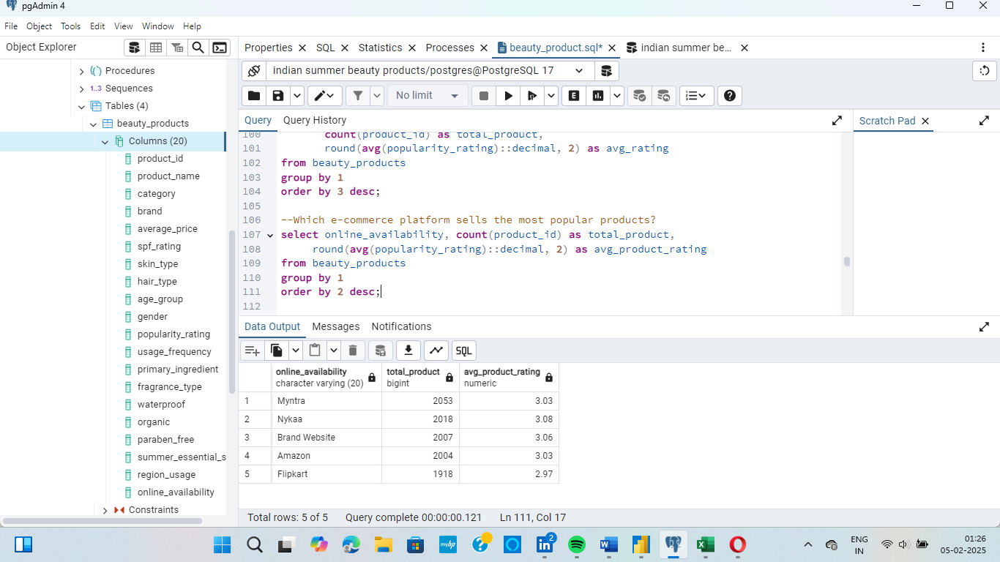 pgAdmin 4
File Object Tools Edit View Window Help
Object Explorer
Properties SQL Statistics Processes beauty_product.sql* indian summer be...
Procedures
1..3 Sequences
Tables (4)
beauty_products
Columns (20)
product_id
product_name
category
brand
average_price
spf_rating
skin_type
hair_type
age_group
gender
popularity_rating
usage_frequency
primary_ingredient
fragrance_type
waterproof
organic
paraben_free
summer_essential_s
region_usage
online_availability
Constraints
indian summer beauty products/postgres@PostgreSQL 17
No limit E
Query Query History
Scratch Pad
100 count(product_id) as total_product,
101 round(avg(popularity_rating)::decimal, 2) as avg_rating
102 from beauty_products
103 group by 1
104 order by 3 desc;
105
106 --Which e-commerce platform sells the most popular products?
107 select online_availability, count(product_id) as total_product,
108 round(avg(popularity_rating)::decimal, 2) as avg_product_rating
109 from beauty_products
110 group by 1
111 order by 2 desc;
112
Data Output Messages Notifications
SQL
online_availability total_product avg_product_rating
character varying (20) bigint numeric
1 Myntra 2053 3.03
2 Nykaa 2018 3.08
3 Brand Website 2007 3.06
4 Amazon 2004 3.03
5 Flipkart 1918 2.97
Total rows: 5 of 5 Query complete 00:00:00.121 Ln 111, Col 17
myhp
in 2
W
X
ENG
IN
01:26
05-02-2025